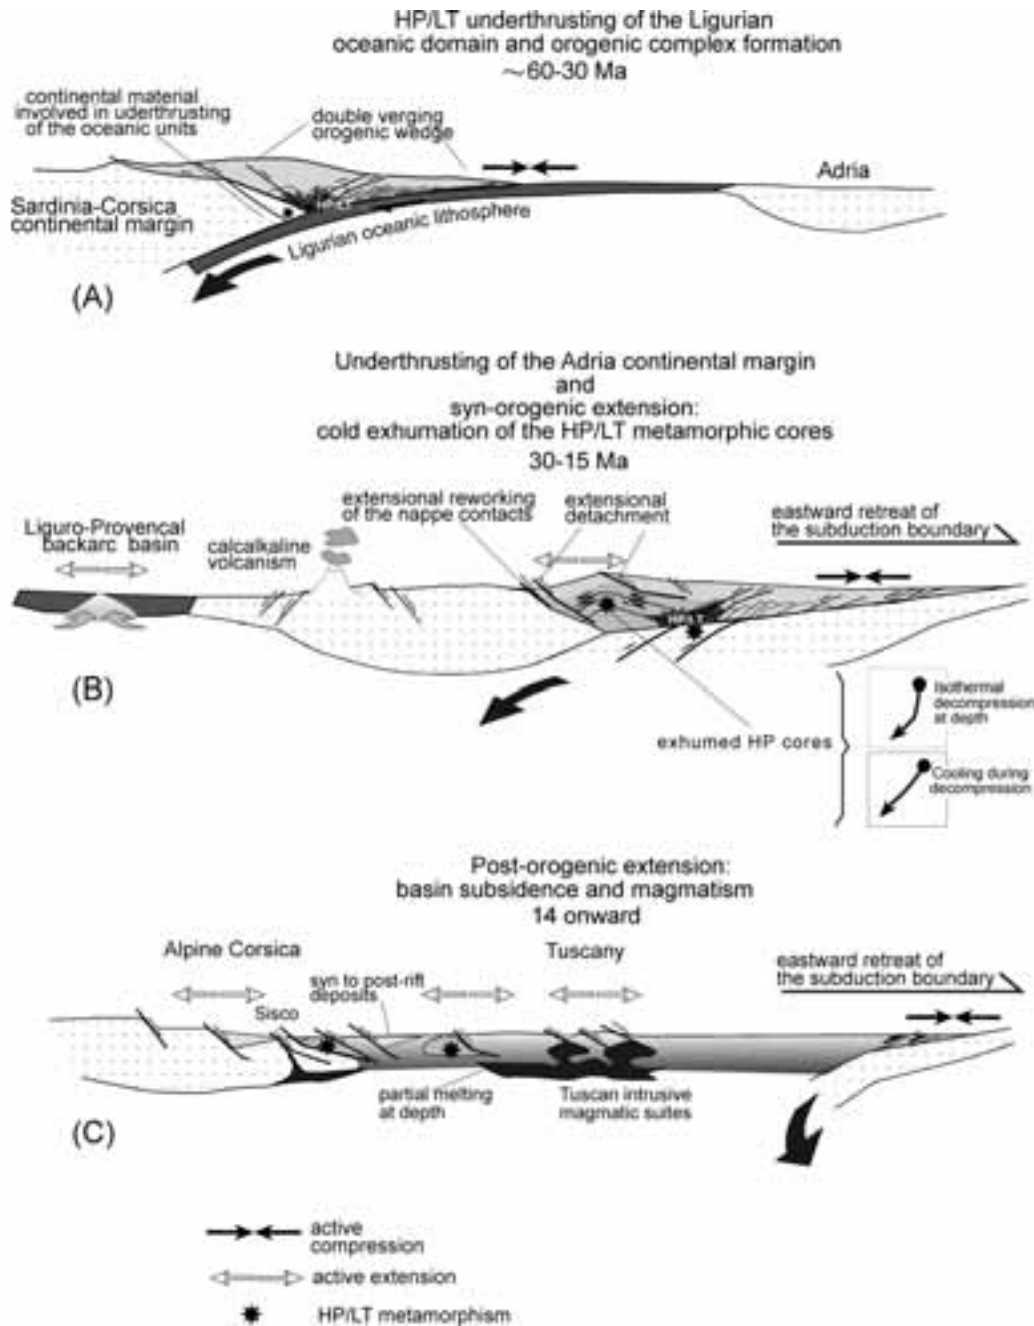 HP/LT underthrusting of the Ligurian
oceanic domain and orogenic complex formation
~60-30 Ma
continental material
involved in uderthrusting
of the oceanic units
double verging
orogenic wedge
Adria
Sardinia-Corsica
continental margin
Ligurian oceanic lithosphere
(A)
Underthrusting of the Adria continental margin
and
syn-orogenic extension:
cold exhumation of the HP/LT metamorphic cores
30-15 Ma
extensional reworking
of the nappe contacts
extensional
detachment
eastward retreat of
the subduction boundary
Liguro-Provençal
backarc basin
calcalkaline
volcanism
(B)
exhumed HP cores
Isothermal
decompression
at depth
Cooling during
decompression
Post-orogenic extension:
basin subsidence and magmatism
14 onward
Alpine Corsica
Tuscany
eastward retreat of
the subduction boundary
syn to post-rift
deposits
Sisco
partial melting
at depth
Tuscan intrusive
magmatic suites
(C)
active
compression
active extension
HP/LT metamorphism